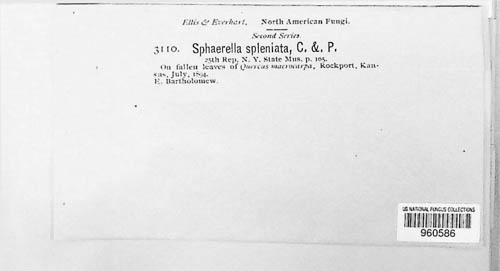 Ellis & Everhart, North American Fungi.
Second Series.
3110. Sphaerella spleniata, C. & P.
25th Rep. N. Y. State Mus. p. 105.
On fallen leaves of Quercus macrocarpa, Rockport, Kan-
sas, July, 1894.
E. Bartholomew.
US NATIONAL FUNGUS COLLECTIONS
960586